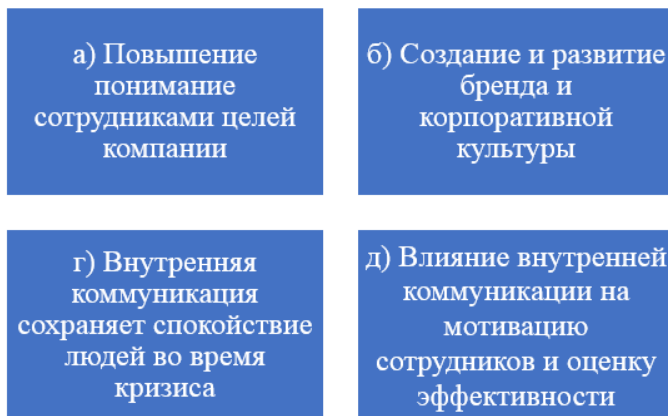 а) Повышение
понимание
сотрудниками целей
компании
б) Создание и развитие
бренда и
корпоративной
культуры
г) Внутренняя
коммуникация
сохраняет спокойствие
людей во время
кризиса
д) Влияние внутренней
коммуникации на
мотивацию
сотрудников и оценку
эффективности